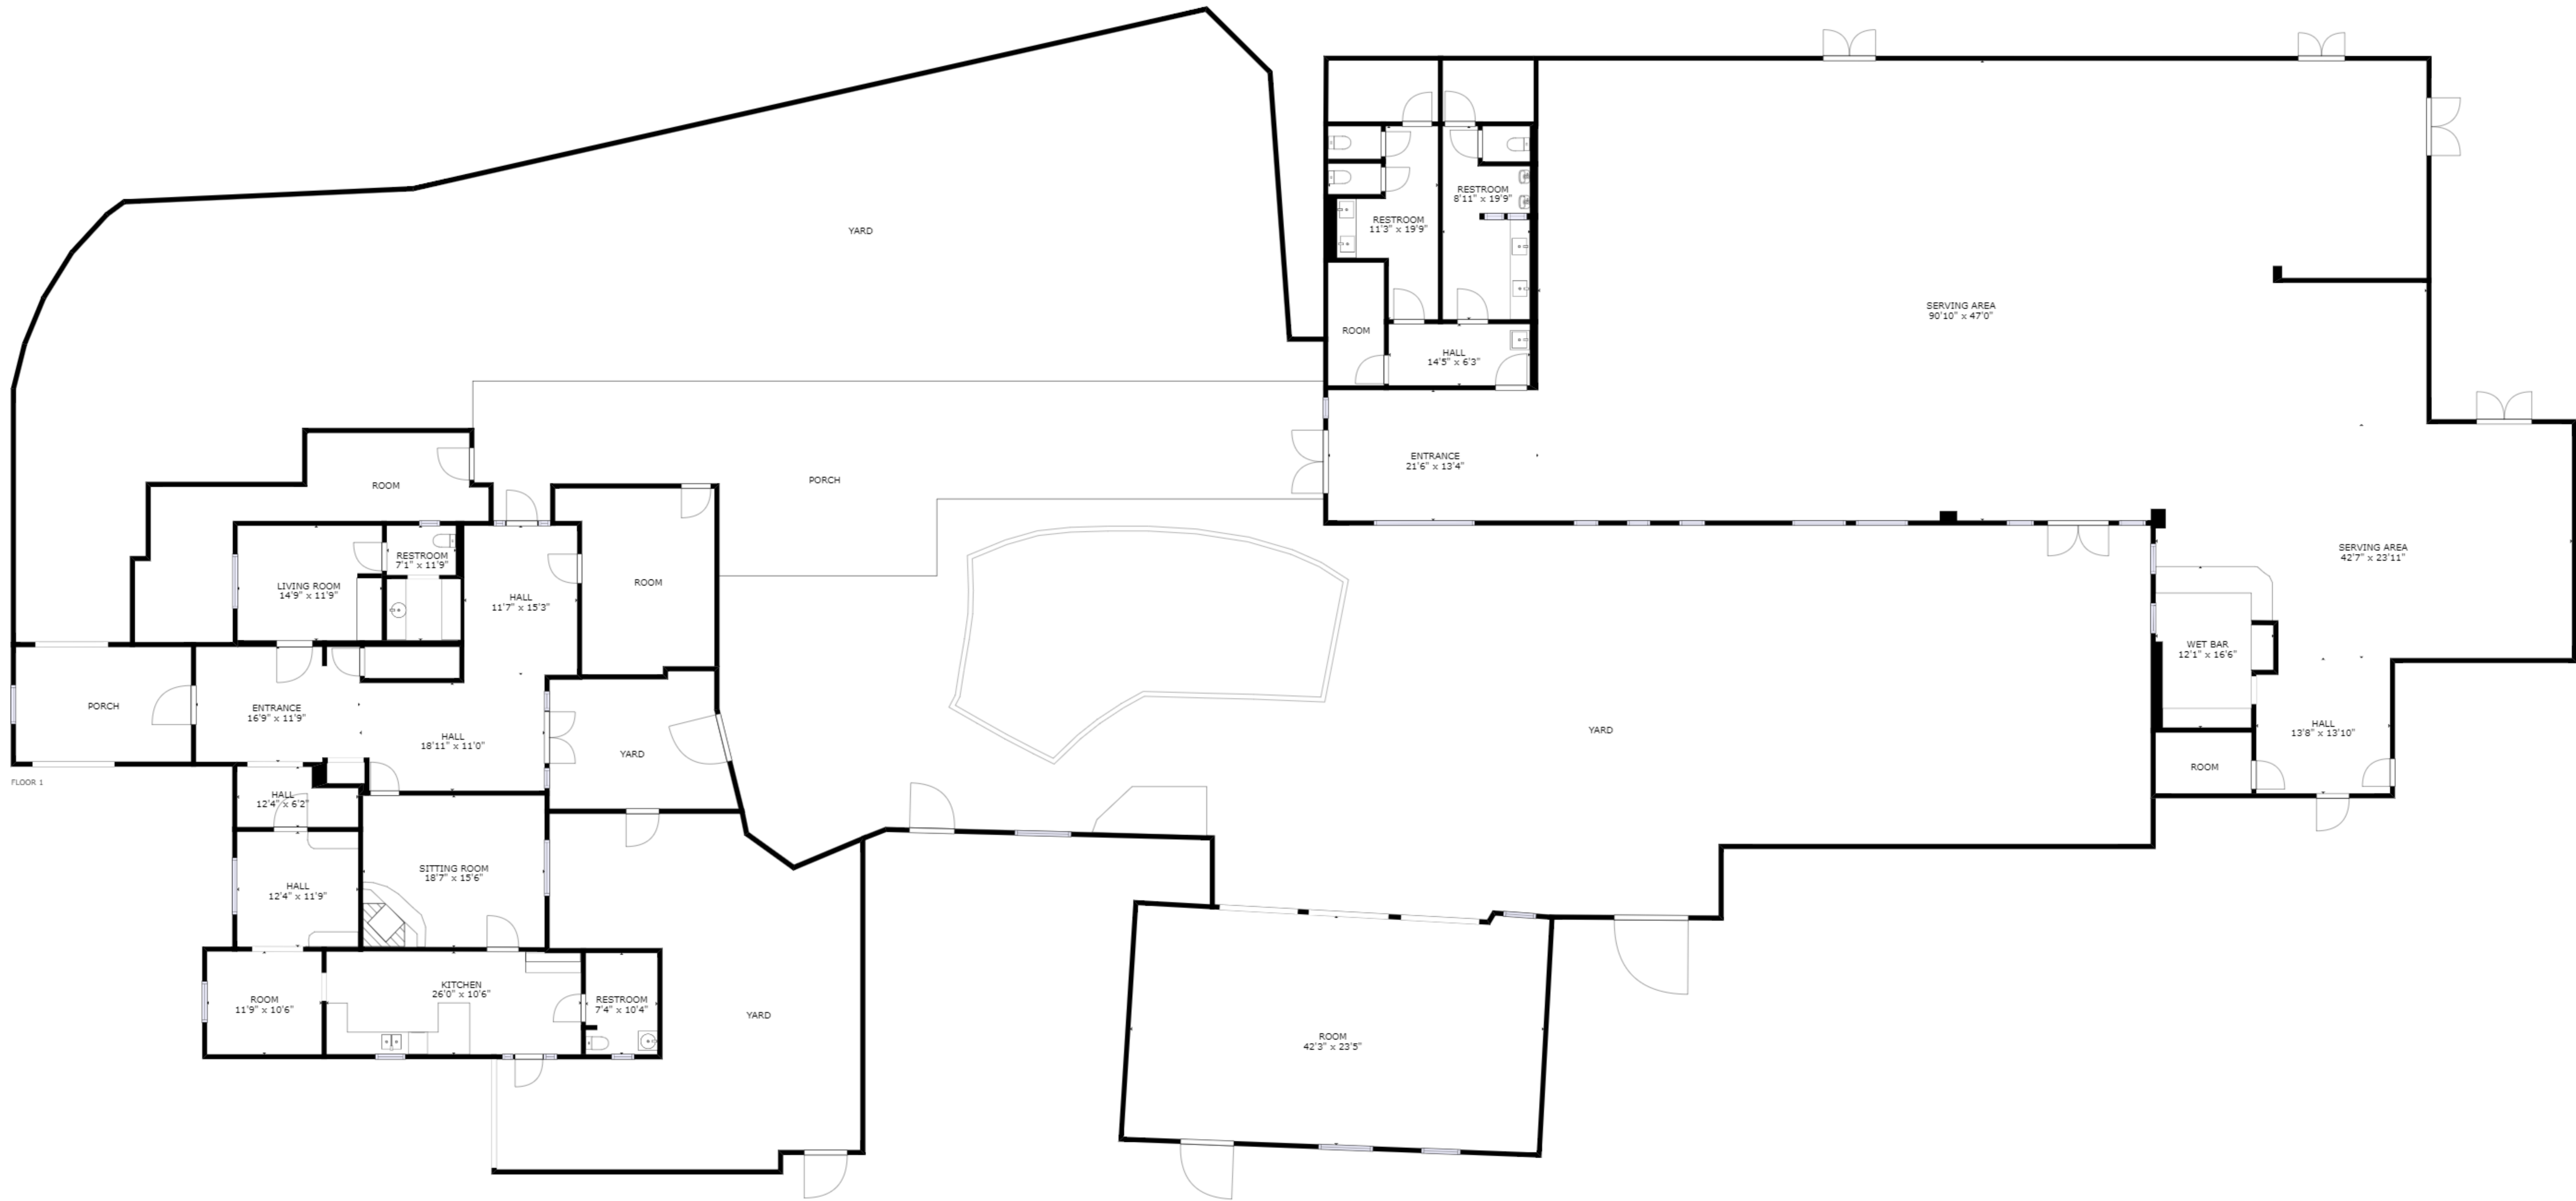 YARD
RESTROOM
8'11" x 19'9"
RESTROOM
11'3" x 19'9"
SERVING AREA
90'10" x 47'0"
ROOM
HALL
14'5" x 6'3"
ENTRANCE
21'6" x 13'4"
PORCH
ROOM
RESTROOM
7'1" x 11'9"
LIVING ROOM
14'9" x 11'9"
HALL
11'7" x 15'3"
ROOM
SERVING AREA
42'7" x 23'11"
WET BAR
12'1" x 16'6"
PORCH
ENTRANCE
16'9" x 11'9"
HALL
18'11" x 11'0"
YARD
YARD
HALL
13'8" x 13'10"
ROOM
FLOOR 1
HALL
12'4" x 6'2"
SITTING ROOM
18'7" x 15'6"
HALL
12'4" x 11'9"
KITCHEN
26'0" x 10'6"
ROOM
11'9" x 10'6"
RESTROOM
7'4" x 10'4"
YARD
ROOM
42'3" x 23'5"